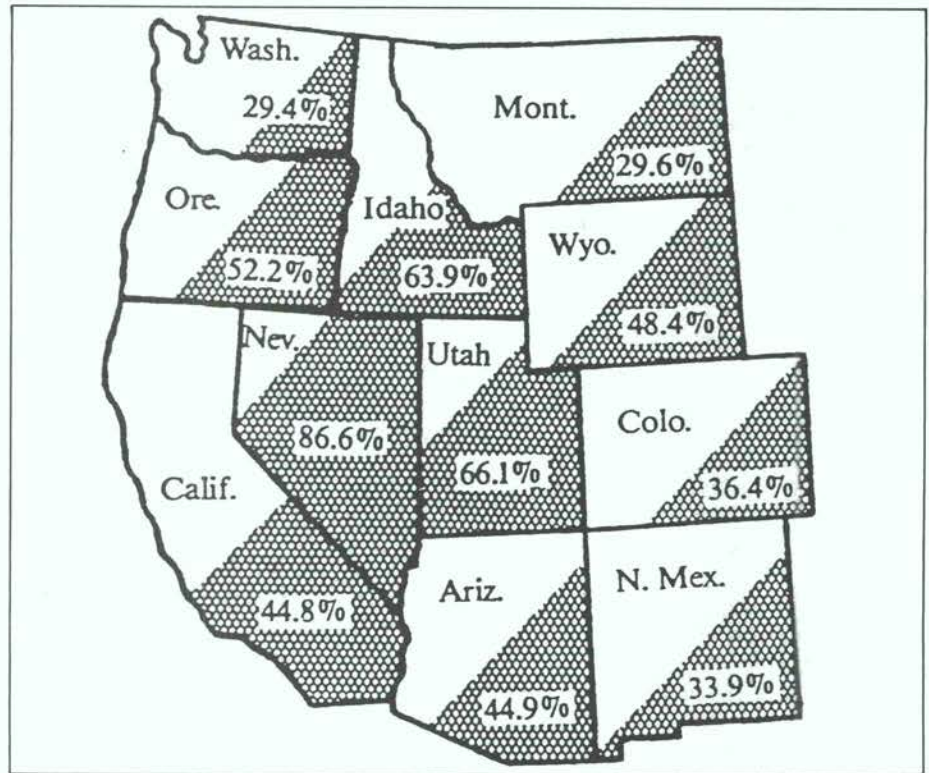 Wash.
29.4%
Mont.
29.6%
Ore.
52.2%
Idaho
63.9%
Wyo.
48.4%
Nev.
86.6%
Utah
66.1%
Colo.
36.4%
Calif.
44.8%
Ariz.
44.9%
N. Mex.
33.9%